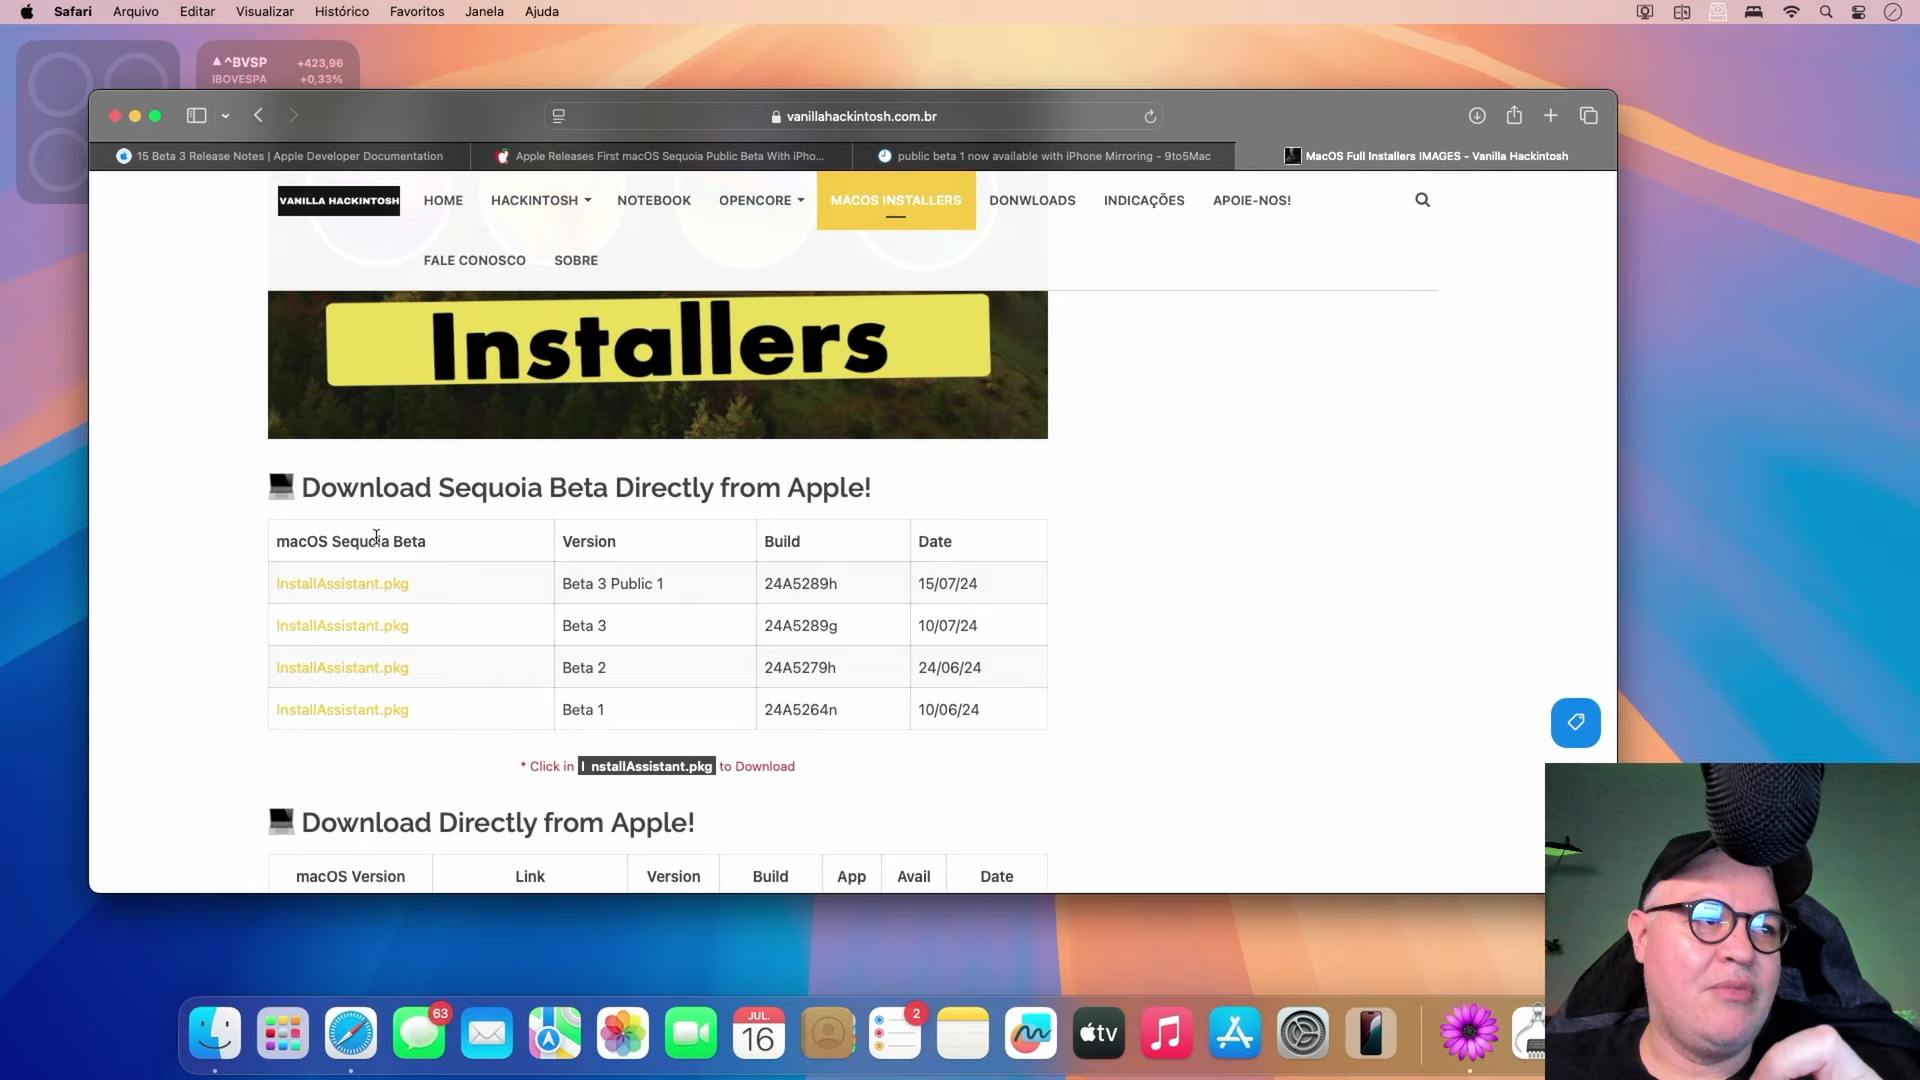 Safari Arquivo Editar Visualizar Histórico Favoritos Janela Ajuda
▲ ^BVSP +423,96
IBOVESPA +0,33%
vanillahackintosh.com.br
15 Beta 3 Release Notes | Apple Developer Documentation
Apple Releases First macOS Sequoia Public Beta With iPho...
public beta 1 now available with iPhone Mirroring - 9to5Mac
MacOS Full Installers IMAGES - Vanilla Hackintosh
VANILLA HACKINTOSH HOME HACKINTOSH NOTEBOOK OPENCORE MACOS INSTALLERS DONWLOADS INDICAÇÕES APOIE-NOS!
FALE CONOSCO SOBRE
Installers
Download Sequoia Beta Directly from Apple!
macOS Sequoia Beta Version Build Date
InstallAssistant.pkg Beta 3 Public 1 24A5289h 15/07/24
InstallAssistant.pkg Beta 3 24A5289g 10/07/24
InstallAssistant.pkg Beta 2 24A5279h 24/06/24
InstallAssistant.pkg Beta 1 24A5264n 10/06/24
* Click in I nstallAssistant.pkg to Download
Download Directly from Apple!
macOS Version Link Version Build App Avail Date
63
JUL.
16
2
tv